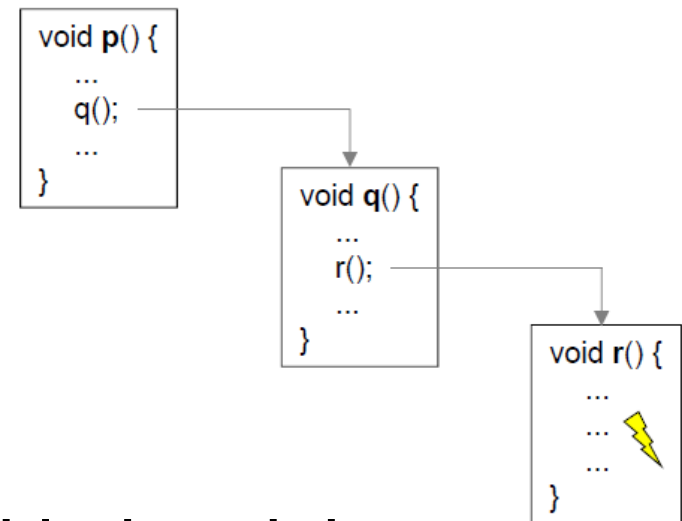 void p() {
...
q();
...
}
void q() {
...
r();
...
}
void r() {
...
...
...
}